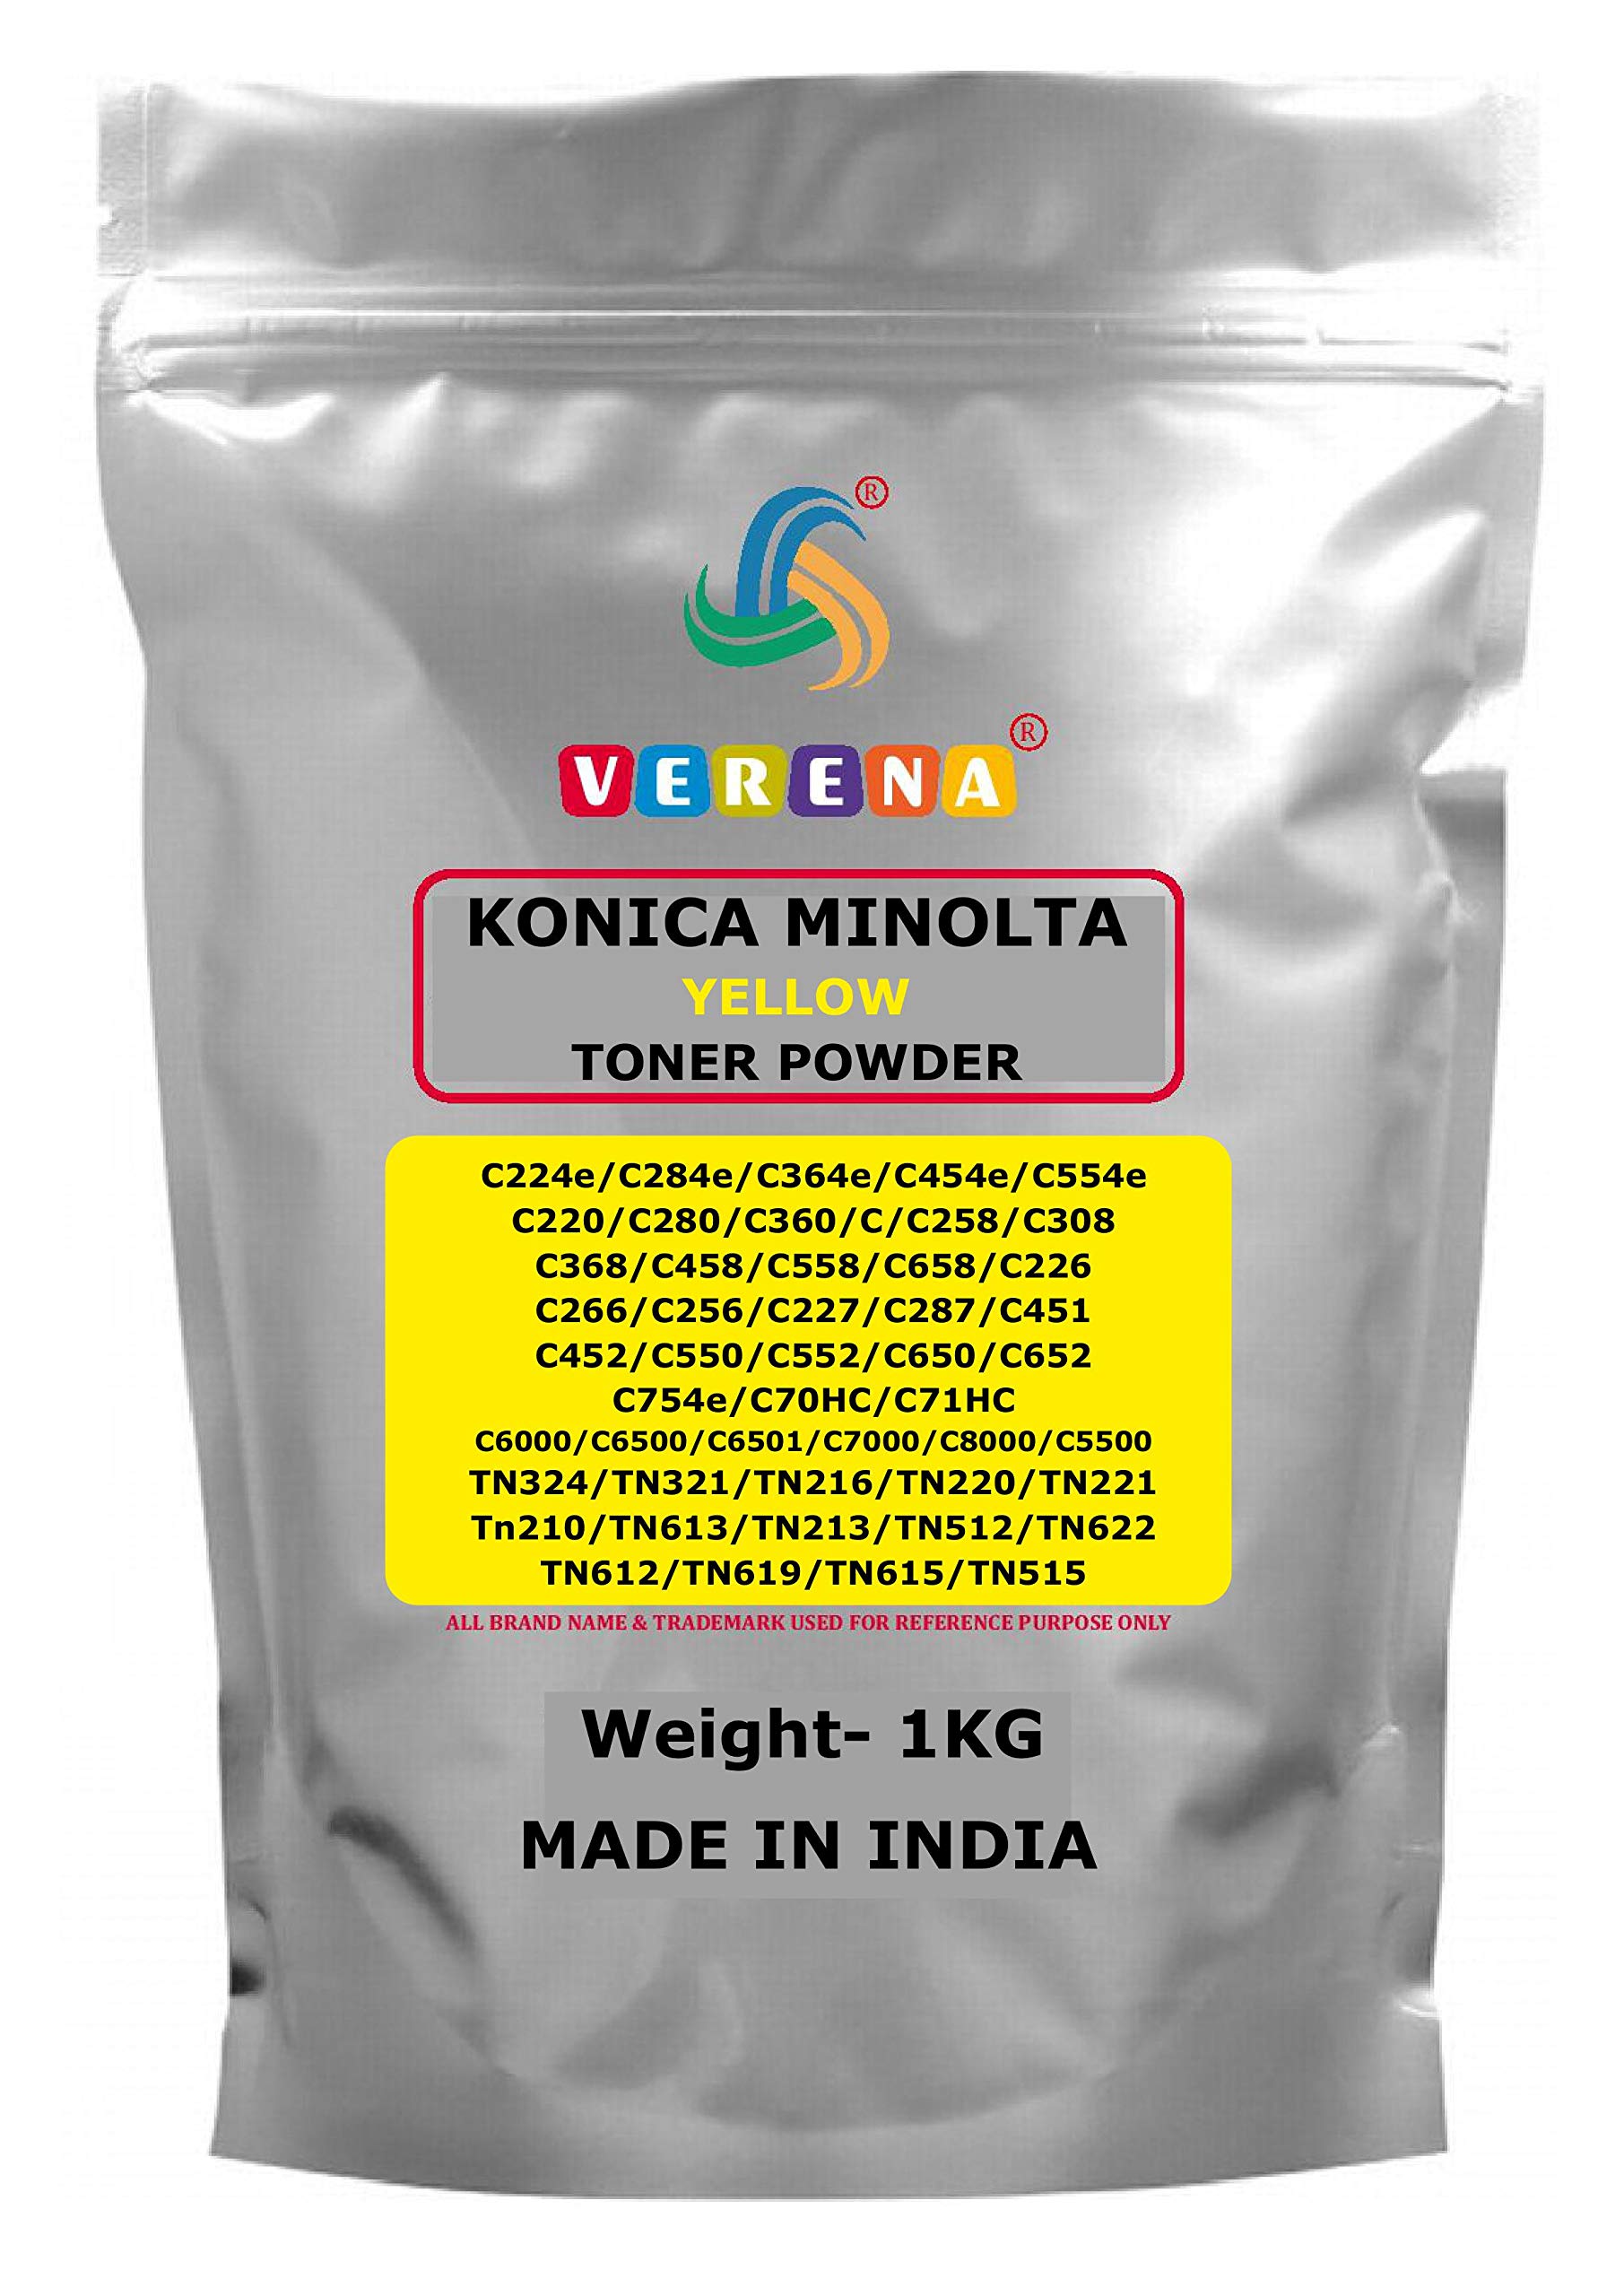 ®
VERENA®
KONICA MINOLTA
YELLOW
TONER POWDER
C224e/C284e/C364e/C454e/C554e
C220/C280/C360/C/C258/C308
C368/C458/C558/C658/C226
C266/C256/C227/C287/C451
C452/C550/C552/C650/C652
C754e/C70HC/C71HC
C6000/C6500/C6501/C7000/C8000/C5500
TN324/TN321/TN216/TN220/TN221
Tn210/TN613/TN213/TN512/TN622
TN612/TN619/TN615/TN515
ALL BRAND NAME & TRADEMARK USED FOR REFERENCE PURPOSE ONLY
Weight- 1KG
MADE IN INDIA